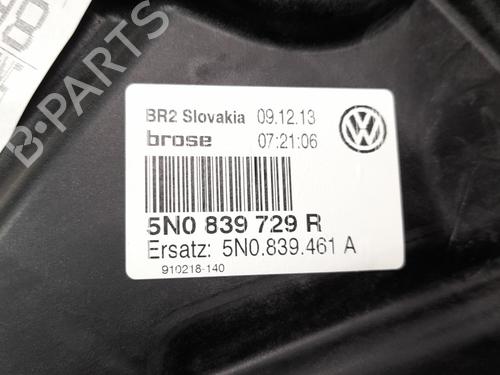 BR2 Slovakia 09.12.13
brose 07:21:06
5N0 839 729 R
Ersatz: 5N0.839.461 A
910218-140
B-PARTS